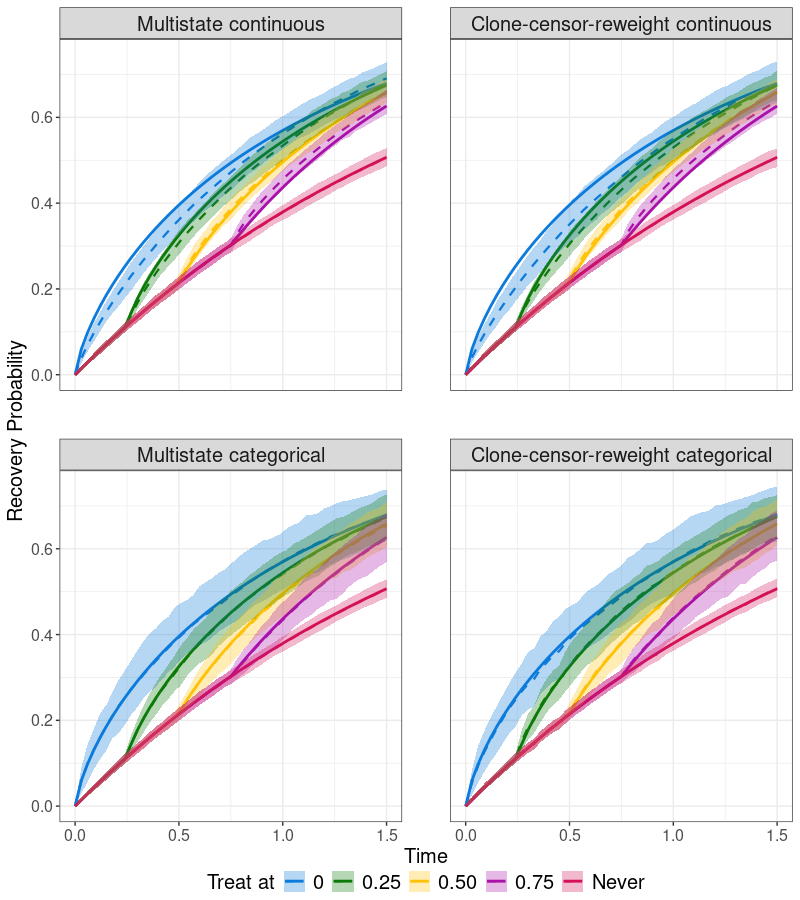 Multistate continuous
Clone-censor-reweight continuous
0.6
0.4
0.2
0.0
Recovery Probability
Multistate categorical
Clone-censor-reweight categorical
0.6
0.4
0.2
0.0
0.0 0.5 1.0 1.5 0.0 0.5 1.0 1.5
Time
Treat at 0 0.25 0.50 0.75 Never